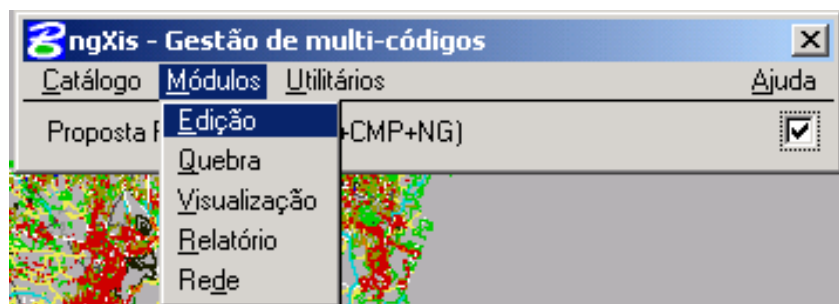 ngXis - Gestão de multi-códigos
Catálogo Módulos Utilitários Ajuda
Proposta +CMP+NG)
Edição
Quebra
Visualização
Relatório
Rede